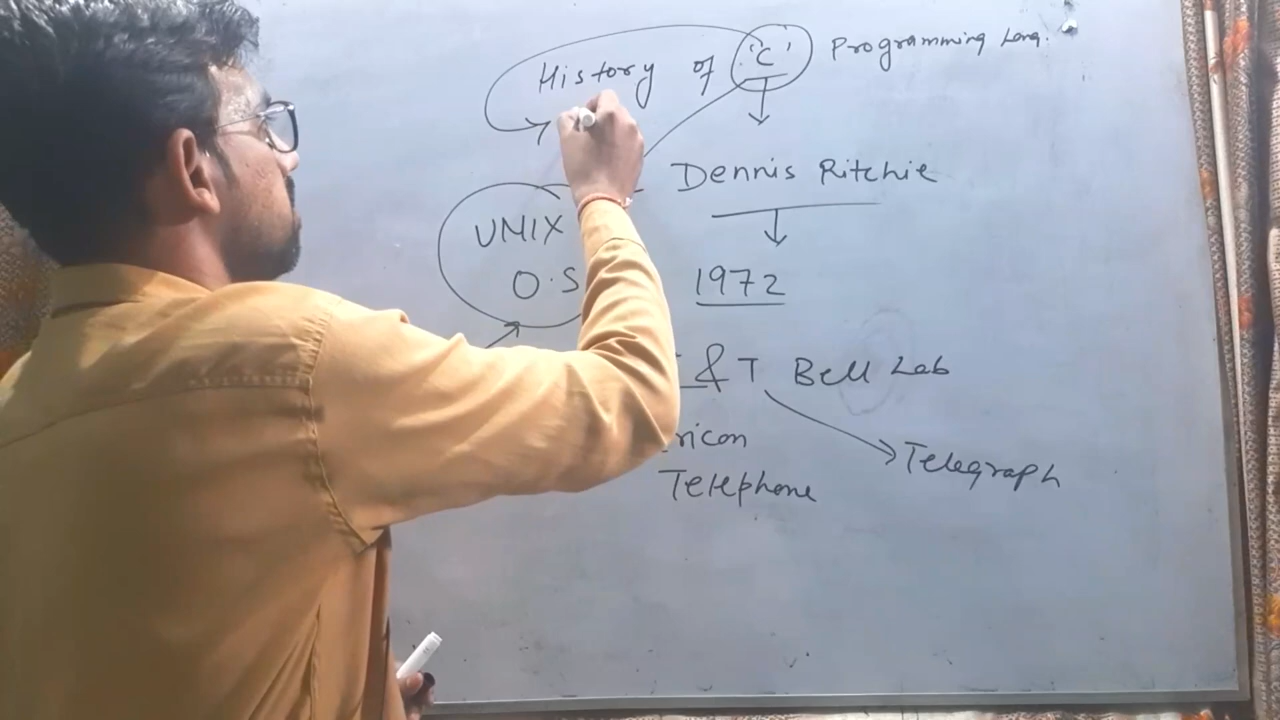 History of 'C' Programming Lang.
Dennis Ritchie
UNIX
O.S
1972
& T Bell Lab
ricon
Telegraph
Telephone